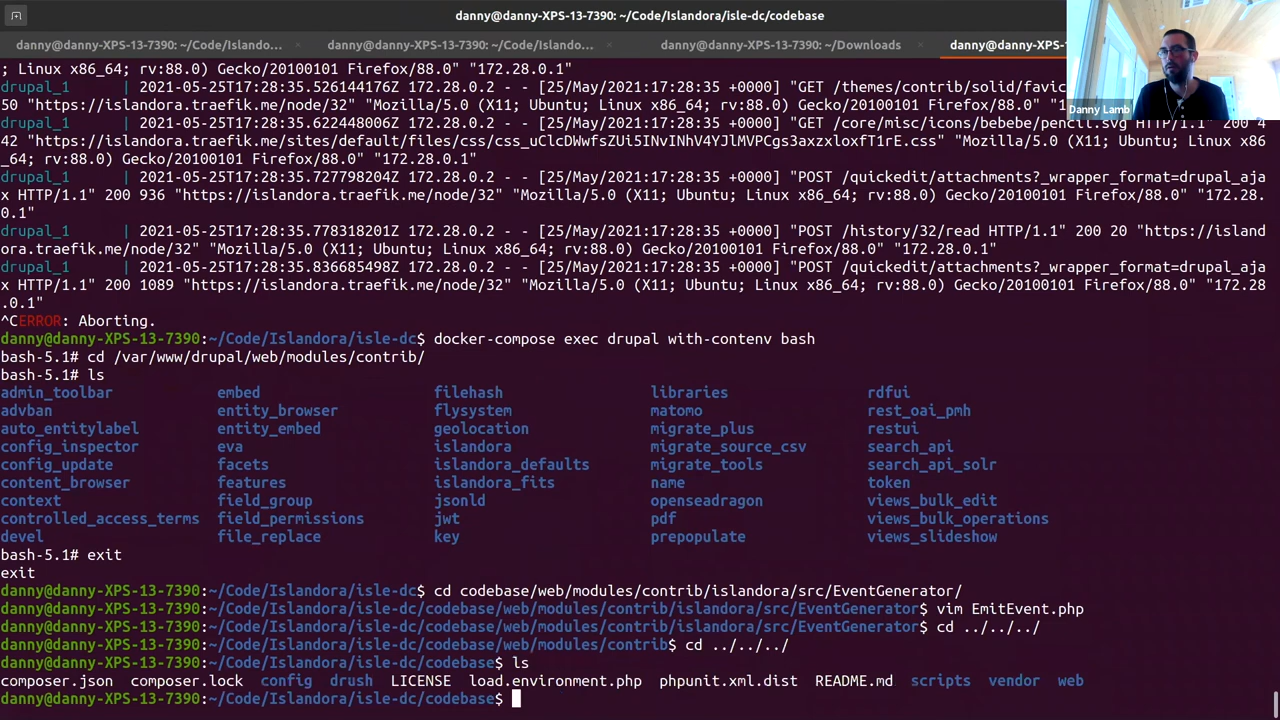 danny@danny-XPS-13-7390: ~/Code/Islandora/isle-dc/codebase
danny@danny-XPS-13-7390: ~/Code/Islando... × danny@danny-XPS-13-7390: ~/Code/Islando... × danny@danny-XPS-13-7390: ~/Downloads × danny@danny-XPS-1
Danny Lamb
; Linux x86_64; rv:88.0) Gecko/20100101 Firefox/88.0" "172.28.0.1"
drupal_1 | 2021-05-25T17:28:35.526144176Z 172.28.0.2 - - [25/May/2021:17:28:35 +0000] "GET /themes/contrib/solid/favic
50 "https://islandora.traefik.me/node/32" "Mozilla/5.0 (X11; Ubuntu; Linux x86_64; rv:88.0) Gecko/20100101 Firefox/88.0" "172.28.0.1"
drupal_1 | 2021-05-25T17:28:35.622448086Z 172.28.0.2 - - [25/May/2021:17:28:35 +0000] "GET /core/misc/icons/bebebe/pencil.svg HTTP/1.1" 200 4
42 "https://islandora.traefik.me/sites/default/files/css/css_uClcDWwfsZUi5INvINhV4YJlMVPCgs3axzxloxfT1rE.css" "Mozilla/5.0 (X11; Ubuntu; Linux x86
_64; rv:88.0) Gecko/20100101 Firefox/88.0" "172.28.0.1"
drupal_1 | 2021-05-25T17:28:35.727798204Z 172.28.0.2 - - [25/May/2021:17:28:35 +0000] "POST /quickedit/attachments?_wrapper_format=drupal_aja
x HTTP/1.1" 200 936 "https://islandora.traefik.me/node/32" "Mozilla/5.0 (X11; Ubuntu; Linux x86_64; rv:88.0) Gecko/20100101 Firefox/88.0" "172.28.
0.1"
drupal_1 | 2021-05-25T17:28:35.778318201Z 172.28.0.2 - - [25/May/2021:17:28:35 +0000] "POST /history/32/read HTTP/1.1" 200 20 "https://island
ora.traefik.me/node/32" "Mozilla/5.0 (X11; Ubuntu; Linux x86_64; rv:88.0) Gecko/20100101 Firefox/88.0" "172.28.0.1"
drupal_1 | 2021-05-25T17:28:35.836685498Z 172.28.0.2 - - [25/May/2021:17:28:35 +0000] "POST /quickedit/attachments?_wrapper_format=drupal_aja
x HTTP/1.1" 200 1089 "https://islandora.traefik.me/node/32" "Mozilla/5.0 (X11; Ubuntu; Linux x86_64; rv:88.0) Gecko/20100101 Firefox/88.0" "172.28
.0.1"
^CERROR: Aborting.
danny@danny-XPS-13-7390:~/Code/Islandora/isle-dc$ docker-compose exec drupal with-contenv bash
bash-5.1# cd /var/www/drupal/web/modules/contrib/
bash-5.1# ls
admin_toolbar embed filehash libraries rdfui
advban entity_browser flysystem matomo rest_oai_pmh
auto_entitylabel entity_embed geolocation migrate_plus restui
config_inspector eva islandora migrate_source_csv search_api
config_update facets islandora_defaults migrate_tools search_api_solr
content_browser features islandora_fits name token
context field_group jsonld openseadragon views_bulk_edit
controlled_access_terms field_permissions jwt pdf views_bulk_operations
devel file_replace key prepopulate views_slideshow
bash-5.1# exit
exit
danny@danny-XPS-13-7390:~/Code/Islandora/isle-dc$ cd codebase/web/modules/contrib/islandora/src/EventGenerator/
danny@danny-XPS-13-7390:~/Code/Islandora/isle-dc/codebase/web/modules/contrib/islandora/src/EventGenerator$ vim EmitEvent.php
danny@danny-XPS-13-7390:~/Code/Islandora/isle-dc/codebase/web/modules/contrib/islandora/src/EventGenerator$ cd ../../../
danny@danny-XPS-13-7390:~/Code/Islandora/isle-dc/codebase/web/modules/contrib$ cd ../../../
danny@danny-XPS-13-7390:~/Code/Islandora/isle-dc/codebase$ ls
composer.json composer.lock config drush LICENSE load.environment.php phpunit.xml.dist README.md scripts vendor web
danny@danny-XPS-13-7390:~/Code/Islandora/isle-dc/codebase$